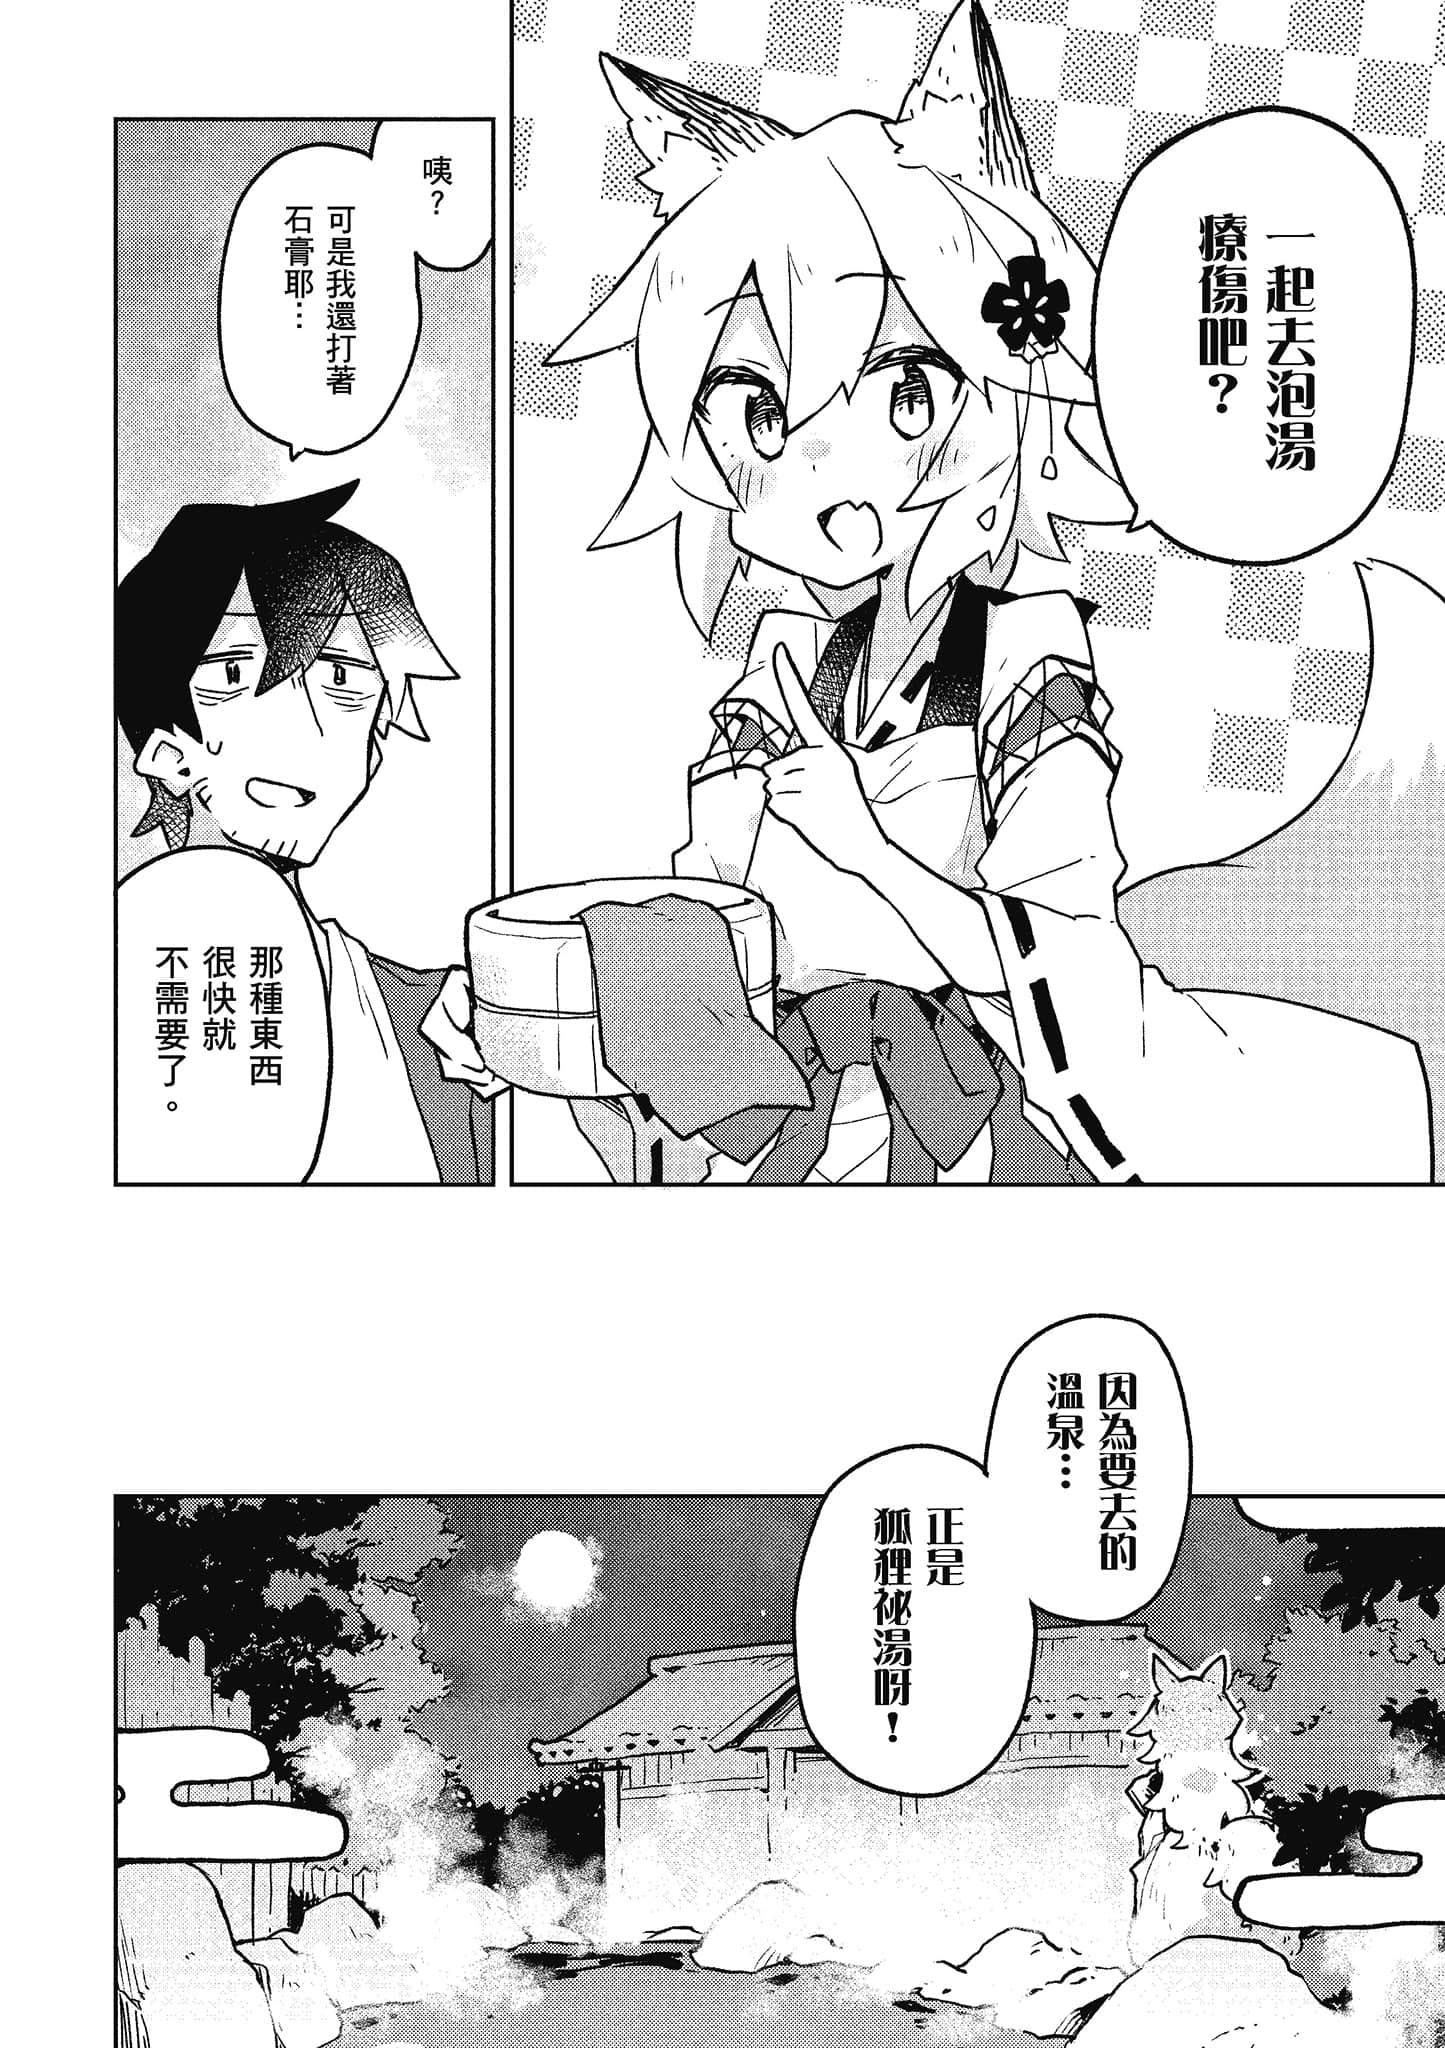 一起去泡湯
療傷吧？
咦？
可是我還打著
石膏耶…
那種東西
很快就
不需要了。
因為要去的
溫泉…
正是
狐狸祕湯呀！